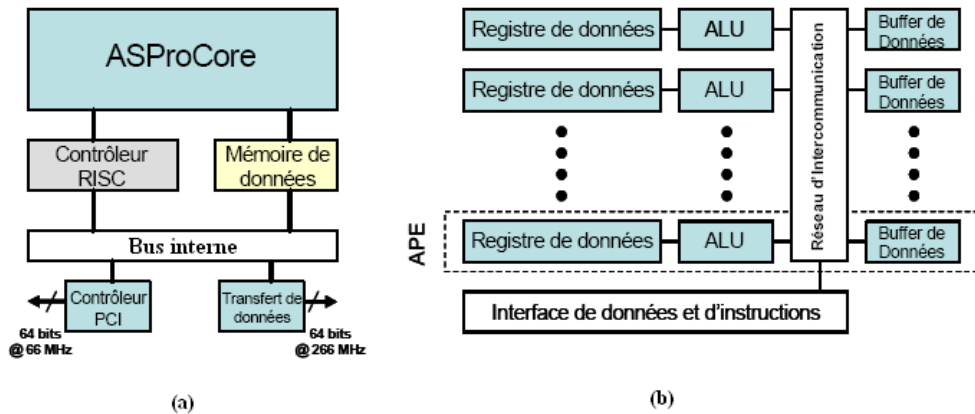 ASProCore
Contrôleur
RISC
Mémoire de
données
Bus interne
Contrôleur
PCI
Transfert de
données
64 bits
@ 66 MHz
64 bits
@ 266 MHz
(a)
Registre de données
ALU
Buffer de
Données
Registre de données
ALU
Buffer de
Données
Réseau d'Intercommunication
APE
Registre de données
ALU
Buffer de
Données
Interface de données et d'instructions
(b)